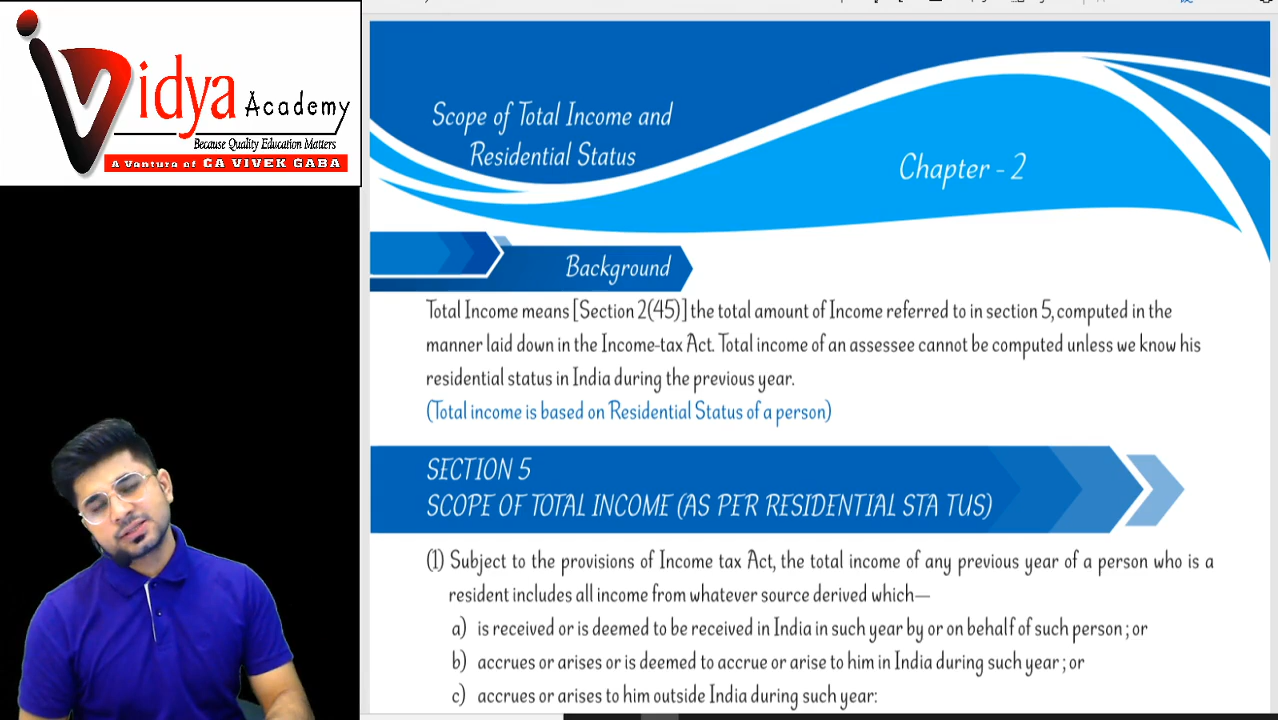 Vidya Academy
Because Quality Education Matters
A Ventura of CA VIVEK GABA
Scope of Total Income and
Residential Status
Chapter - 2
Background
Total Income means [Section 2(45)] the total amount of Income referred to in section 5, computed in the
manner laid down in the Income-tax Act. Total income of an assessee cannot be computed unless we know his
residential status in India during the previous year.
(Total income is based on Residential Status of a person)
SECTION 5
SCOPE OF TOTAL INCOME (AS PER RESIDENTIAL STA TUS)
(1) Subject to the provisions of Income tax Act, the total income of any previous year of a person who is a
resident includes all income from whatever source derived which—
a) is received or is deemed to be received in India in such year by or on behalf of such person ; or
b) accrues or arises or is deemed to accrue or arise to him in India during such year ; or
c) accrues or arises to him outside India during such year: